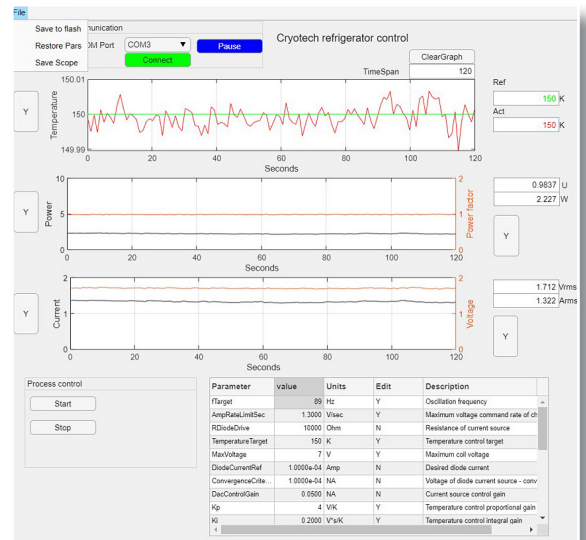 File
Save to flash
Restore Pars
Save Scope
nunication
OM Port
COM3
Connect
Pause
Cryotech refrigerator control
ClearGraph
TimeSpan
120
Y
Temperature
150.01
150
149.99
0 20 40 60 80 100 120
Seconds
Ref
150 K
Act
150 K
Y
Power
10
5
0
0 20 40 60 80 100 120
Seconds
2
1
0
Power factor
0.9837 U
2.227 W
Y
Y
Current
2
1
0
0 20 40 60 80 100 120
Seconds
2
1
0
Voltage
1.712 Vrms
1.322 Arms
Y
Process control
Start
Stop
Parameter value Units Edit Description
fTarget 89 Hz Y Oscillation frequency
AmpRateLimitSec 1.3000 V/sec Y Maximum voltage command rate of ch
RDiodeDrive 10000 Ohm N Resistance of current source
TemperatureTarget 150 K Y Temperature control target
MaxVoltage 7 V Y Maximum coil voltage
DiodeCurrentRef 1.0000e-04 Amp N Desired diode current
ConvergenceCrite... 1.0000e-04 NA N Voltage of diode current source - conv
DacControlGain 0.0500 NA N Current source control gain
Kp 4 V/K Y Temperature control proportional gain
Ki 0.2000 V*s/K Y Temperature control integral gain